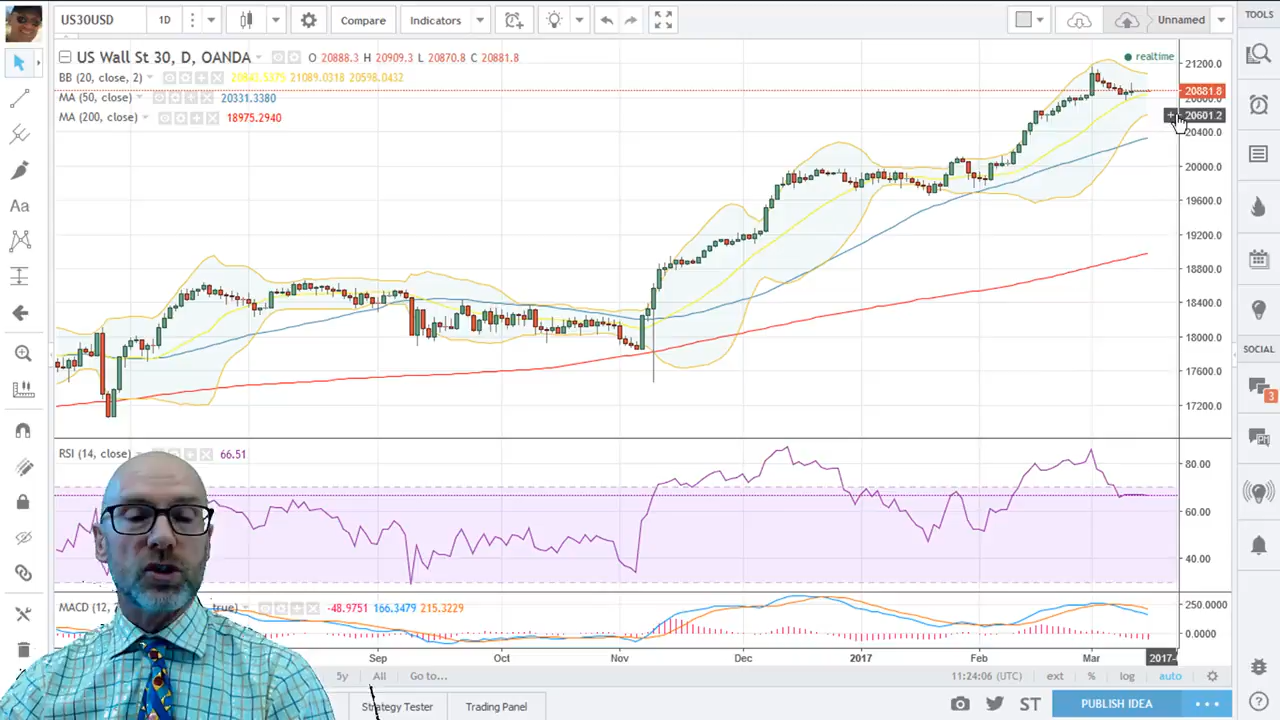 US30USD 1D Compare Indicators Unnamed TOOLS
US Wall St 30, D, OANDA O 20888.3 H 20909.3 L 20870.8 C 20881.8 realtime
BB (20, close, 2) 21089.0318 20598.0432
MA (50, close) 20331.3380
MA (200, close) 18975.2940
21200.0
20881.8
20601.2
20400.0
20000.0
19600.0
19200.0
18800.0
18400.0
18000.0
17600.0
17200.0
SOCIAL
3
RSI (14, close) 66.51
80.00
60.00
40.00
MACD (12, true) -48.9751 166.3479 215.3229
250.0000
0.0000
Sep Oct Nov Dec 2017 Feb Mar 2017-
5y All Go to... 11:24:06 (UTC) ext % log auto
Strategy Tester Trading Panel ST PUBLISH IDEA
Aa